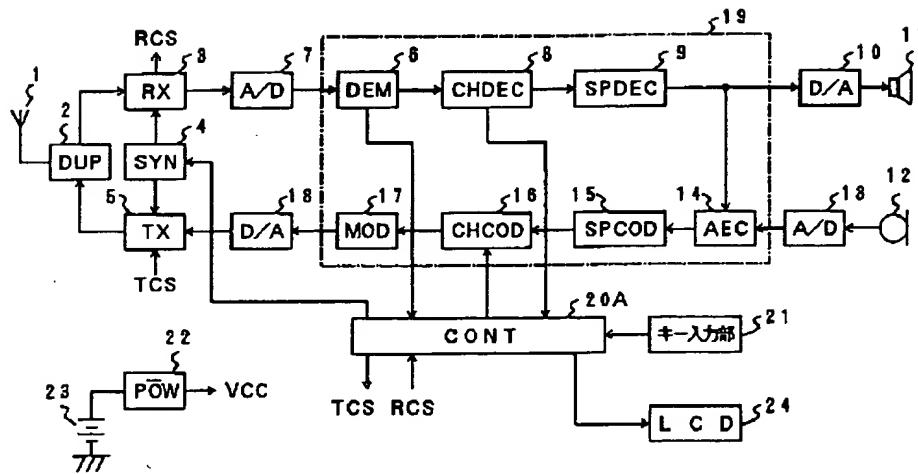 19
RCS
3
7
6
8
9
10
1
1
RX
A/D
DEM
CHDEC
SPDEC
D/A
2
4
DUP
SYN
12
5
18
17
16
15
14
13
TX
D/A
MOD
CHCOD
SPCOD
AEC
A/D
TCS
20A
CONT
21
キー入力部
22
POW
VCC
23
TCS RCS
24
LCD